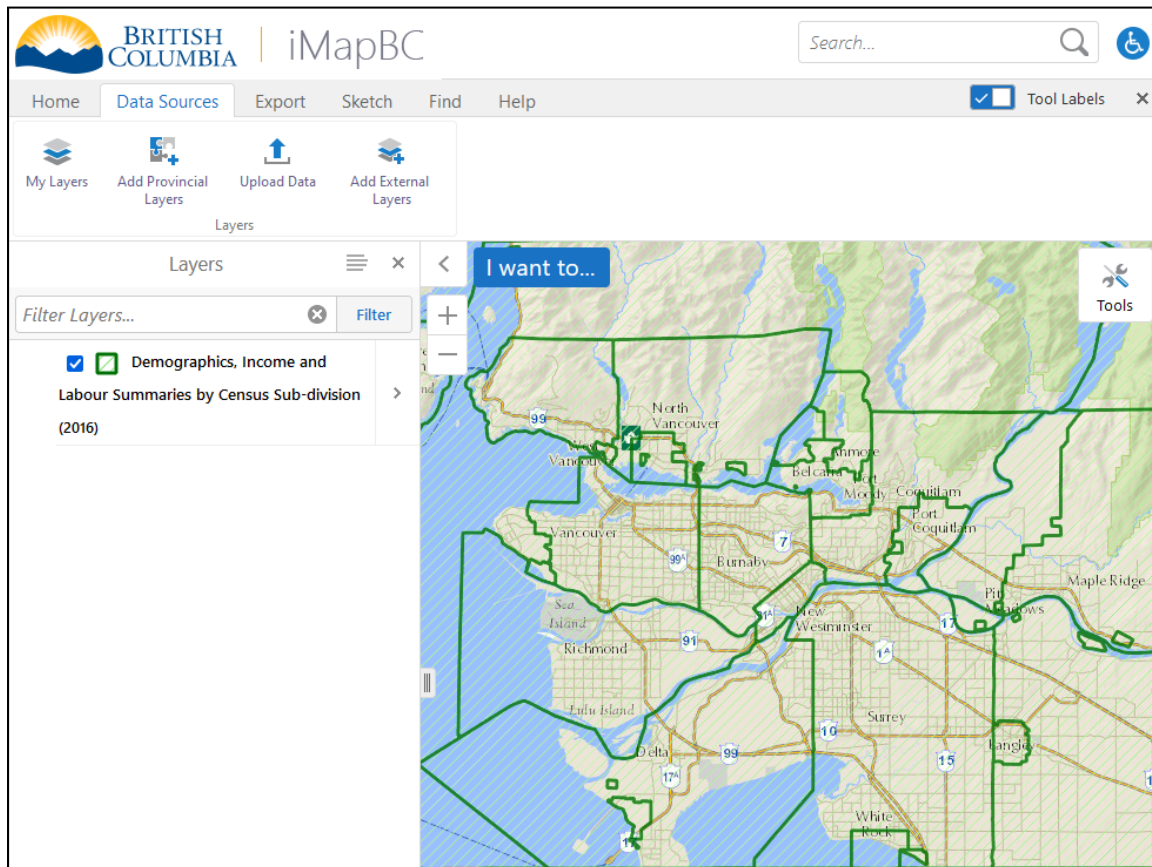 BRITISH
COLUMBIA
iMapBC
Search...
Home
Data Sources
Export
Sketch
Find
Help
Tool Labels
My Layers
Add Provincial
Layers
Upload Data
Add External
Layers
Layers
Layers
I want to...
Tools
Filter Layers...
Filter
Demographics, Income and
Labour Summaries by Census Sub-division
(2016)
99
North
Vancouver
West
Vancouver
Anmore
Belcarra
Port
Moody
Coquitlam
Port
Coquitlam
Vancouver
7
99A
Burnaby
Maple Ridge
Pitt
Meadows
Sea
Island
New
Westminster
17
91
1A
Richmond
Lulu Island
Surrey
10
Langley
Delta
99
15
17A
White
Rock
17